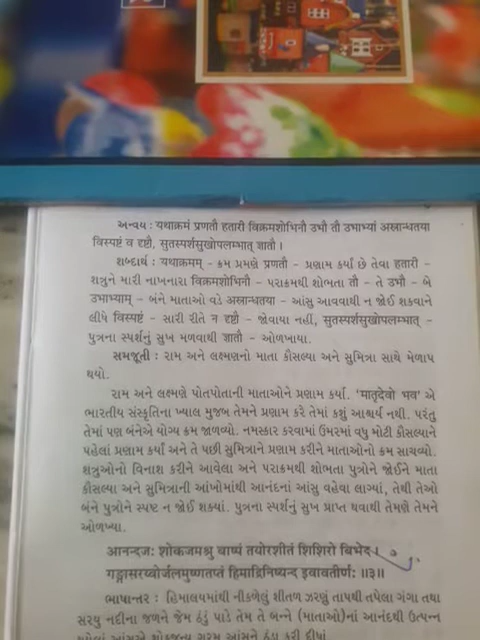 अन्वय : यथाक्रमं प्रणतौ हतारी विक्रमशोभिनौ उभौ तौ उभाभ्यां अस्रान्धतया
विस्पष्टं व दृष्टौ, सुतस्पर्शसुखोपलम्भात् ज्ञातौ ।
શબ્દાર્થ : यथाक्रमम् - ક્રમ પ્રમણે प्रणतौ - પ્રણામ કર્યાં છે તેવા हतारी -
શત્રુને મારી નાખનારા विक्रमशोभिनौ - પરાક્રમથી શોભતા तौ - તે उभौ - બે
उभाभ्याम् - બંને માતાઓ વડે अस्रान्धतया - આંસુ આવવાથી ન જોઈ શકવાને
લીધે विस्पष्टं - સારી રીતે न दृष्टौ - જોવાયા નહીં, सुतस्पर्शसुखोपलम्भात् -
પુત્રના સ્પર્શનું સુખ મળવાથી ज्ञातौ - ઓળખાયા.
સમજૂતી : રામ અને લક્ષ્મણનો માતા કૌસલ્યા અને સુમિત્રા સાથે મેળાપ
થયો.
રામ અને લક્ષ્મણે પોતપોતાની માતાઓને પ્રણામ કર્યા. 'मातृदेवो भव' એ
ભારતીય સંસ્કૃતિના ખ્યાલ મુજબ તેમને પ્રણામ કરે તેમાં કશું આશ્ચર્ય નથી. પરંતુ
તેમાં પણ બંનેએ યોગ્ય ક્રમ જાળવ્યો. નમસ્કાર કરવામાં ઉમરમાં વધુ મોટી કૌસલ્યાને
પહેલાં પ્રણામ કર્યા અને તે પછી સુમિત્રાને પ્રણામ કરીને માતાઓનો ક્રમ સાચવ્યો.
શત્રુઓનો વિનાશ કરીને આવેલા અને પરાક્રમથી શોભતા પુત્રોને જોઈને માતા
કૌસલ્યા અને સુમિત્રાની આંખોમાંથી આનંદનાં આંસુ વહેવા લાગ્યાં, તેથી તેઓ
બંને પુત્રોને સ્પષ્ટ ન જોઈ શક્યાં. પુત્રના સ્પર્શનું સુખ પ્રાપ્ત થવાથી તેમણે તેમને
ઓળખ્યા.
आनन्दजः शोकजमश्रु बाष्पं तयोरशीतं शिशिरो बिभेद।
गङ्गासरय्वोर्जलमुष्णतप्तं हिमाद्रिनिष्यन्द इवावतीर्णः ॥३॥
ભાષાન્તર : હિમાલયમાંથી નીકળેલું શીતળ ઝરણું તાપથી તપેલા ગંગા તથા
સરયુ નદીના જળને જેમ ઠંડું પાડે તેમ તે બન્ને (માતાઓ)નાં આનંદથી ઉત્પન્ન